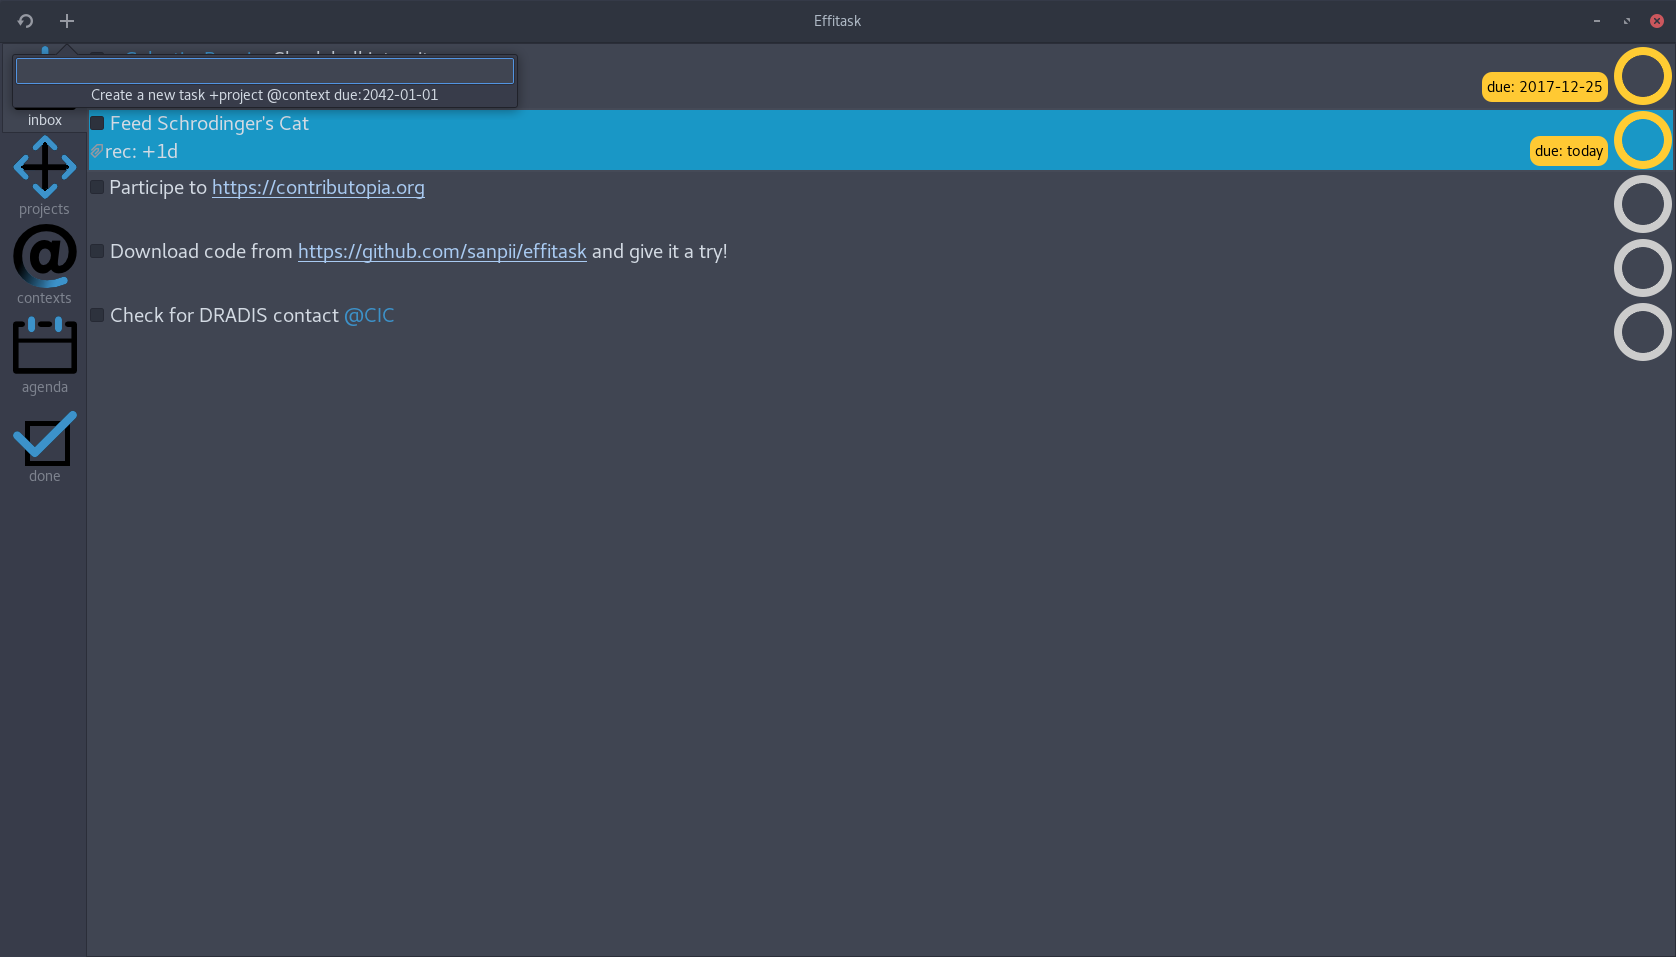 Effitask
Create a new task +project @context due:2042-01-01
due: 2017-12-25
inbox
Feed Schrodinger's Cat
rec: +1d
due: today
Participe to https://contributopia.org
projects
Download code from https://github.com/sanpii/effitask and give it a try!
contexts
Check for DRADIS contact @CIC
agenda
done